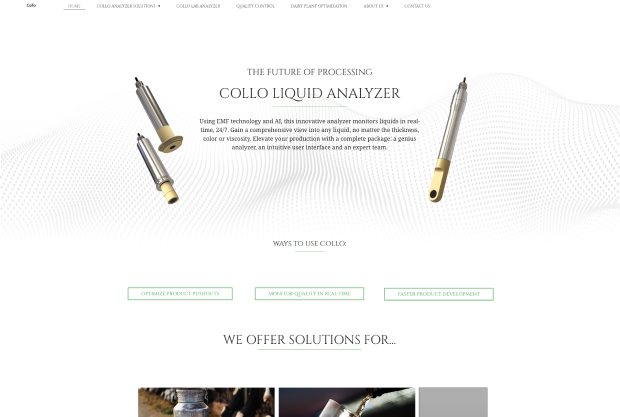 Collo
HOME
COLLO ANALYZER SOLUTIONS
COLLO LAB ANALYZER
QUALITY CONTROL
DAIRY PLANT OPTIMISATION
ABOUT US
CONTACT US
THE FUTURE OF PROCESSING
COLLO LIQUID ANALYZER
Using EMF technology and AI, this innovative analyzer monitors liquids in real-
time, 24/7. Gain a comprehensive view into any liquid, no matter the thickness,
color or viscosity. Elevate your production with a complete package: a genius
analyzer, an intuitive user interface and an expert team.
WAYS TO USE COLLO:
OPTIMIZE PRODUCT PUSHOUTS
MONITOR QUALITY IN REAL-TIME
FASTER PRODUCT DEVELOPMENT
WE OFFER SOLUTIONS FOR...